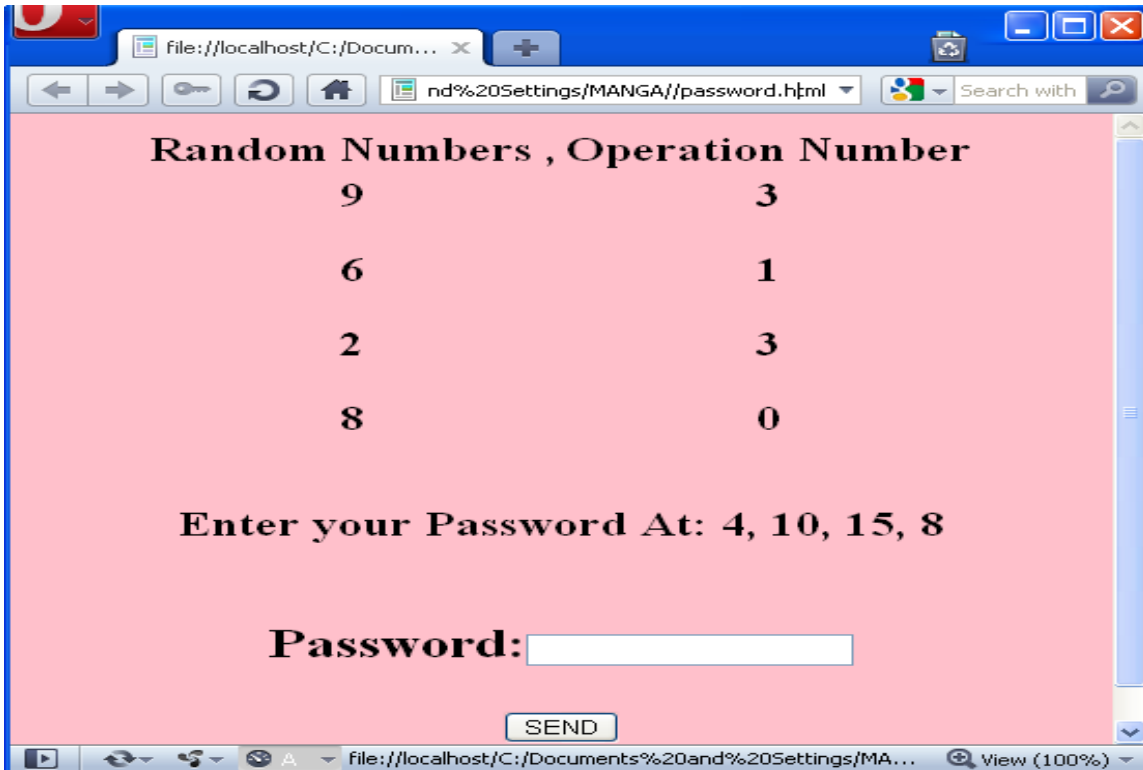 file://localhost/C:/Docum...
nd%20Settings/MANGA//password.html
Search with
Random Numbers , Operation Number
9 3
6 1
2 3
8 0
Enter your Password At: 4, 10, 15, 8
Password:
SEND
file://localhost/C:/Documents%20and%20Settings/MA...
View (100%)